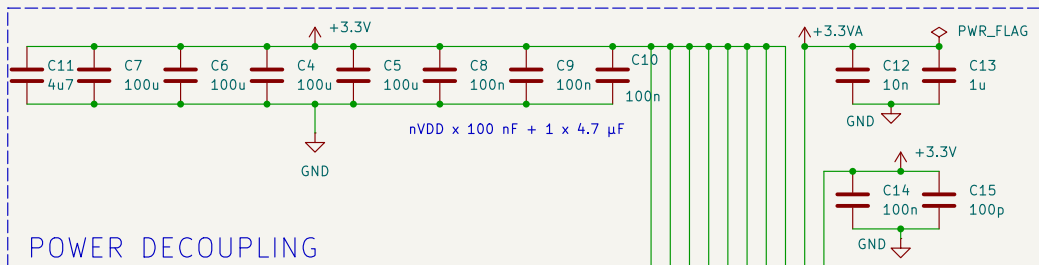 +3.3V
C11
4u7
C7
100u
C6
100u
C4
100u
C5
100u
C8
100n
C9
100n
C10
100n
nVDD x 100 nF + 1 x 4.7 µF
GND
+3.3VA
PWR_FLAG
C12
10n
C13
1u
GND
+3.3V
C14
100n
C15
100p
GND
POWER DECOUPLING